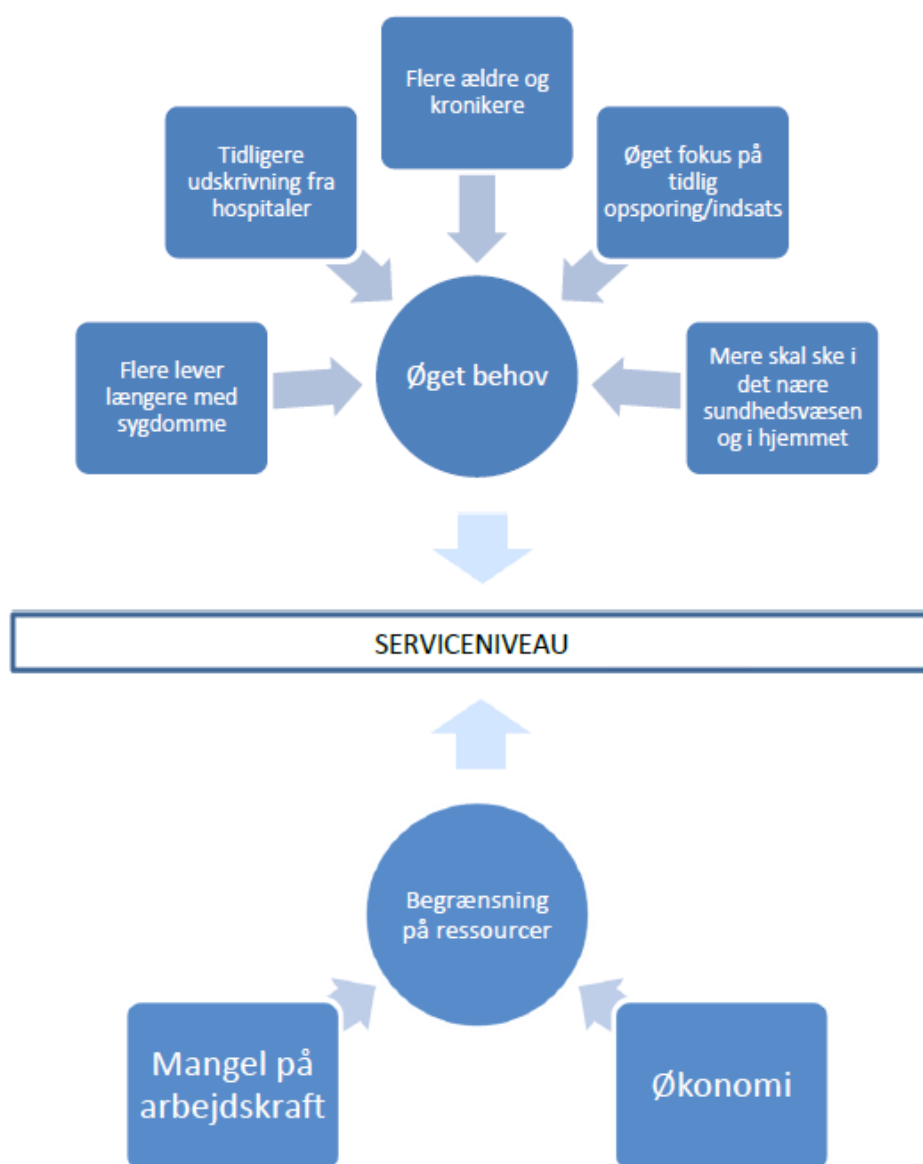 Flere ældre og
kronikere
Tidligere
udskrivning fra
hospitaler
Øget fokus på
tidlig
opsporing/indsats
Flere lever
længere med
sygdomme
Øget behov
Mere skal ske i
det nære
sundhedsvæsen
og i hjemmet
SERVICENIVEAU
Begrænsning
på ressourcer
Mangel på
arbejdskraft
Økonomi